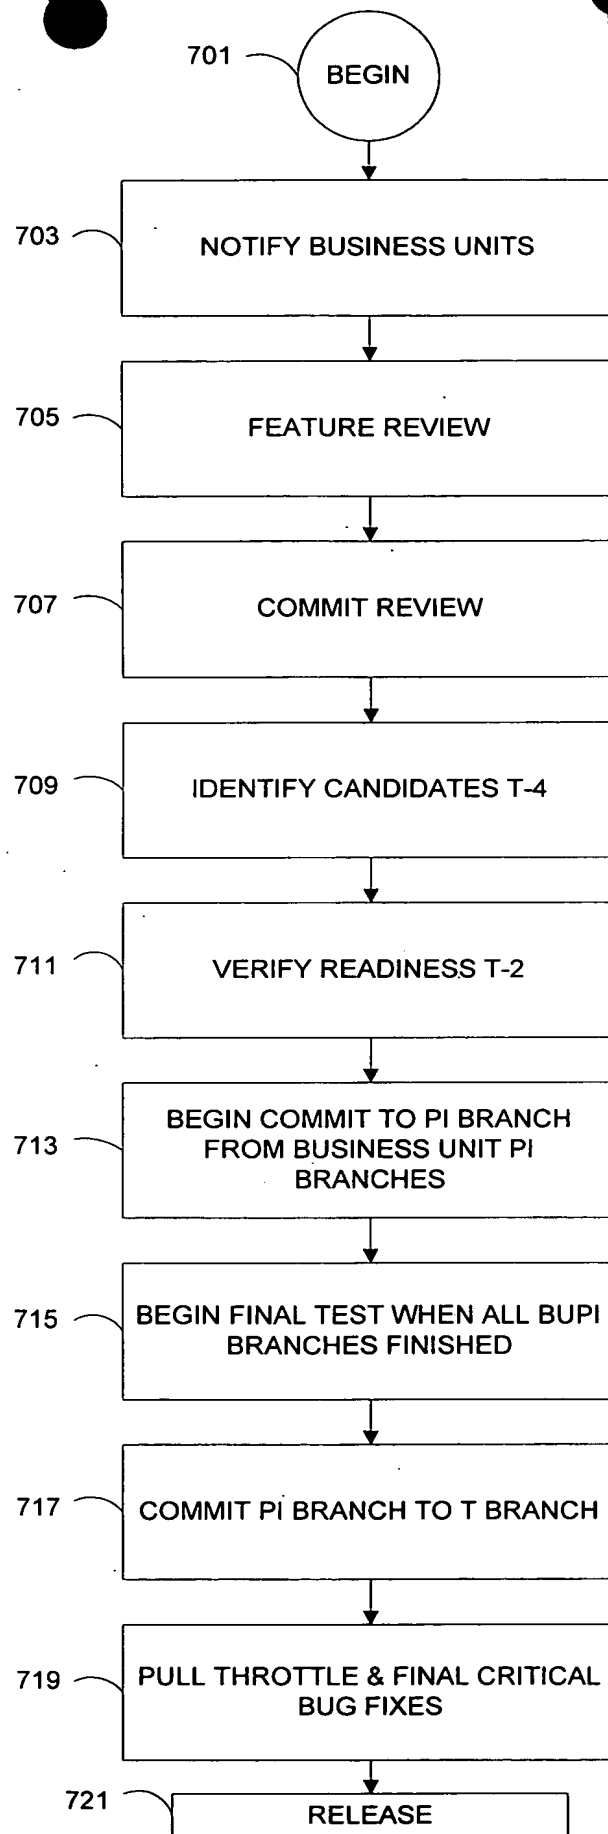 701
BEGIN
703
NOTIFY BUSINESS UNITS
705
FEATURE REVIEW
707
COMMIT REVIEW
709
IDENTIFY CANDIDATES T-4
711
VERIFY READINESS T-2
713
BEGIN COMMIT TO PI BRANCH
FROM BUSINESS UNIT PI
BRANCHES
715
BEGIN FINAL TEST WHEN ALL BUPI
BRANCHES FINISHED
717
COMMIT PI BRANCH TO T BRANCH
719
PULL THROTTLE & FINAL CRITICAL
BUG FIXES
721
RELEASE